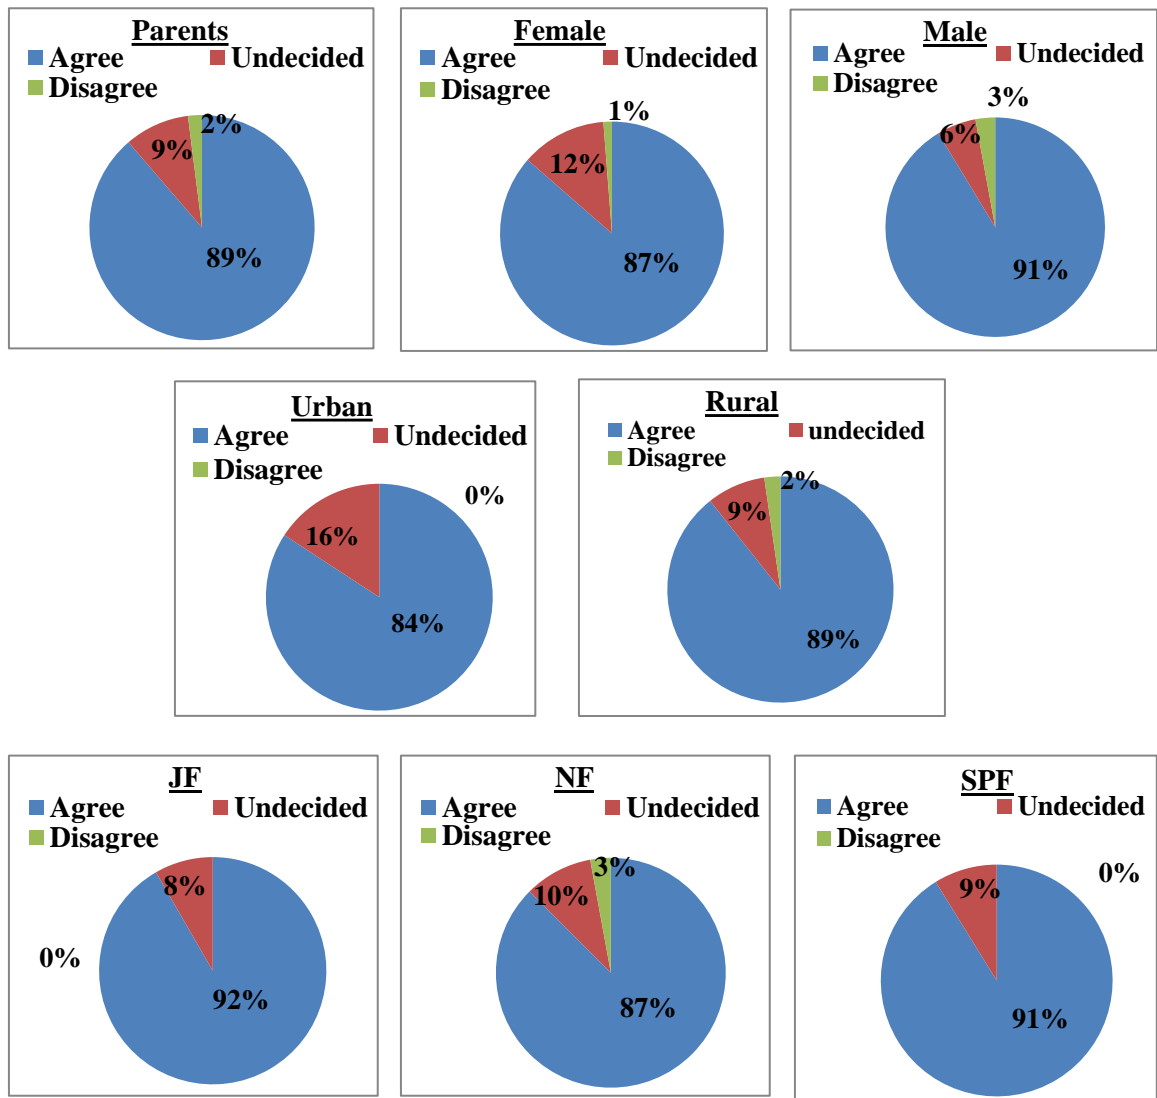 Parents
Agree Undecided
Disagree
2%
9%
89%
Female
Agree Undecided
Disagree
1%
12%
87%
Male
Agree Undecided
Disagree
3%
6%
91%
Urban
Agree Undecided
Disagree
0%
16%
84%
Rural
Agree undecided
Disagree
2%
9%
89%
JF
Agree Undecided
Disagree
8%
0%
92%
NF
Agree Undecided
Disagree
3%
10%
87%
SPF
Agree Undecided
Disagree
0%
9%
91%